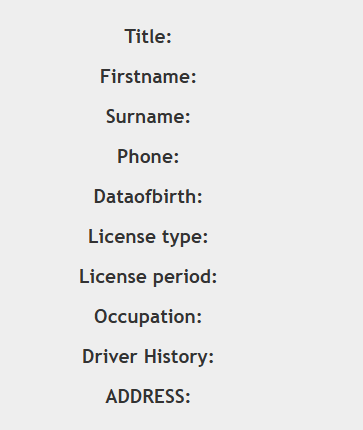 Title:
Firstname:
Surname:
Phone:
Dataofbirth:
License type:
License period:
Occupation:
Driver History:
ADDRESS: